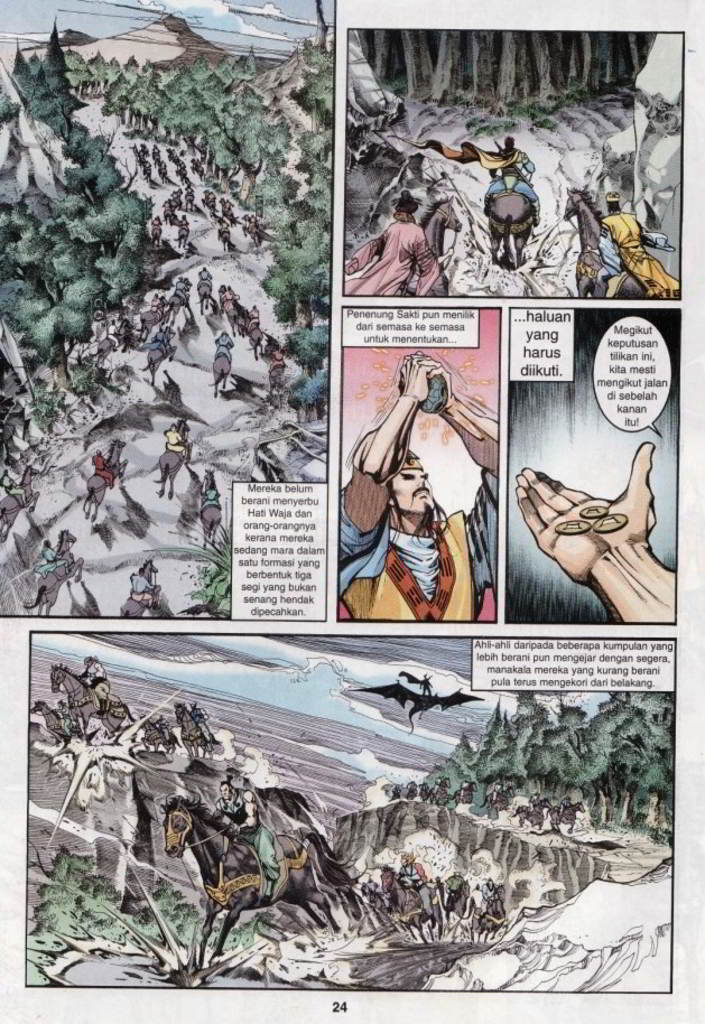 Mereka belum
berani menyerbu
Hati Waja dan
orang-orangnya
kerana mereka
sedang mara dalam
satu formasi yang
berbentuk tiga
segi yang bukan
senang hendak
dipecahkan.
Penenung Sakti pun menilik
dari semasa ke semasa
untuk menentukan...
...haluan
yang
harus
diikuti.
Megikut
keputusan
tilikan ini,
kita mesti
mengikut jalan
di sebelah
kanan
itu!
Ahli-ahli daripada beberapa kumpulan yang
lebih berani pun mengejar dengan segera,
manakala mereka yang kurang berani
pula terus mengekori dari belakang.
24